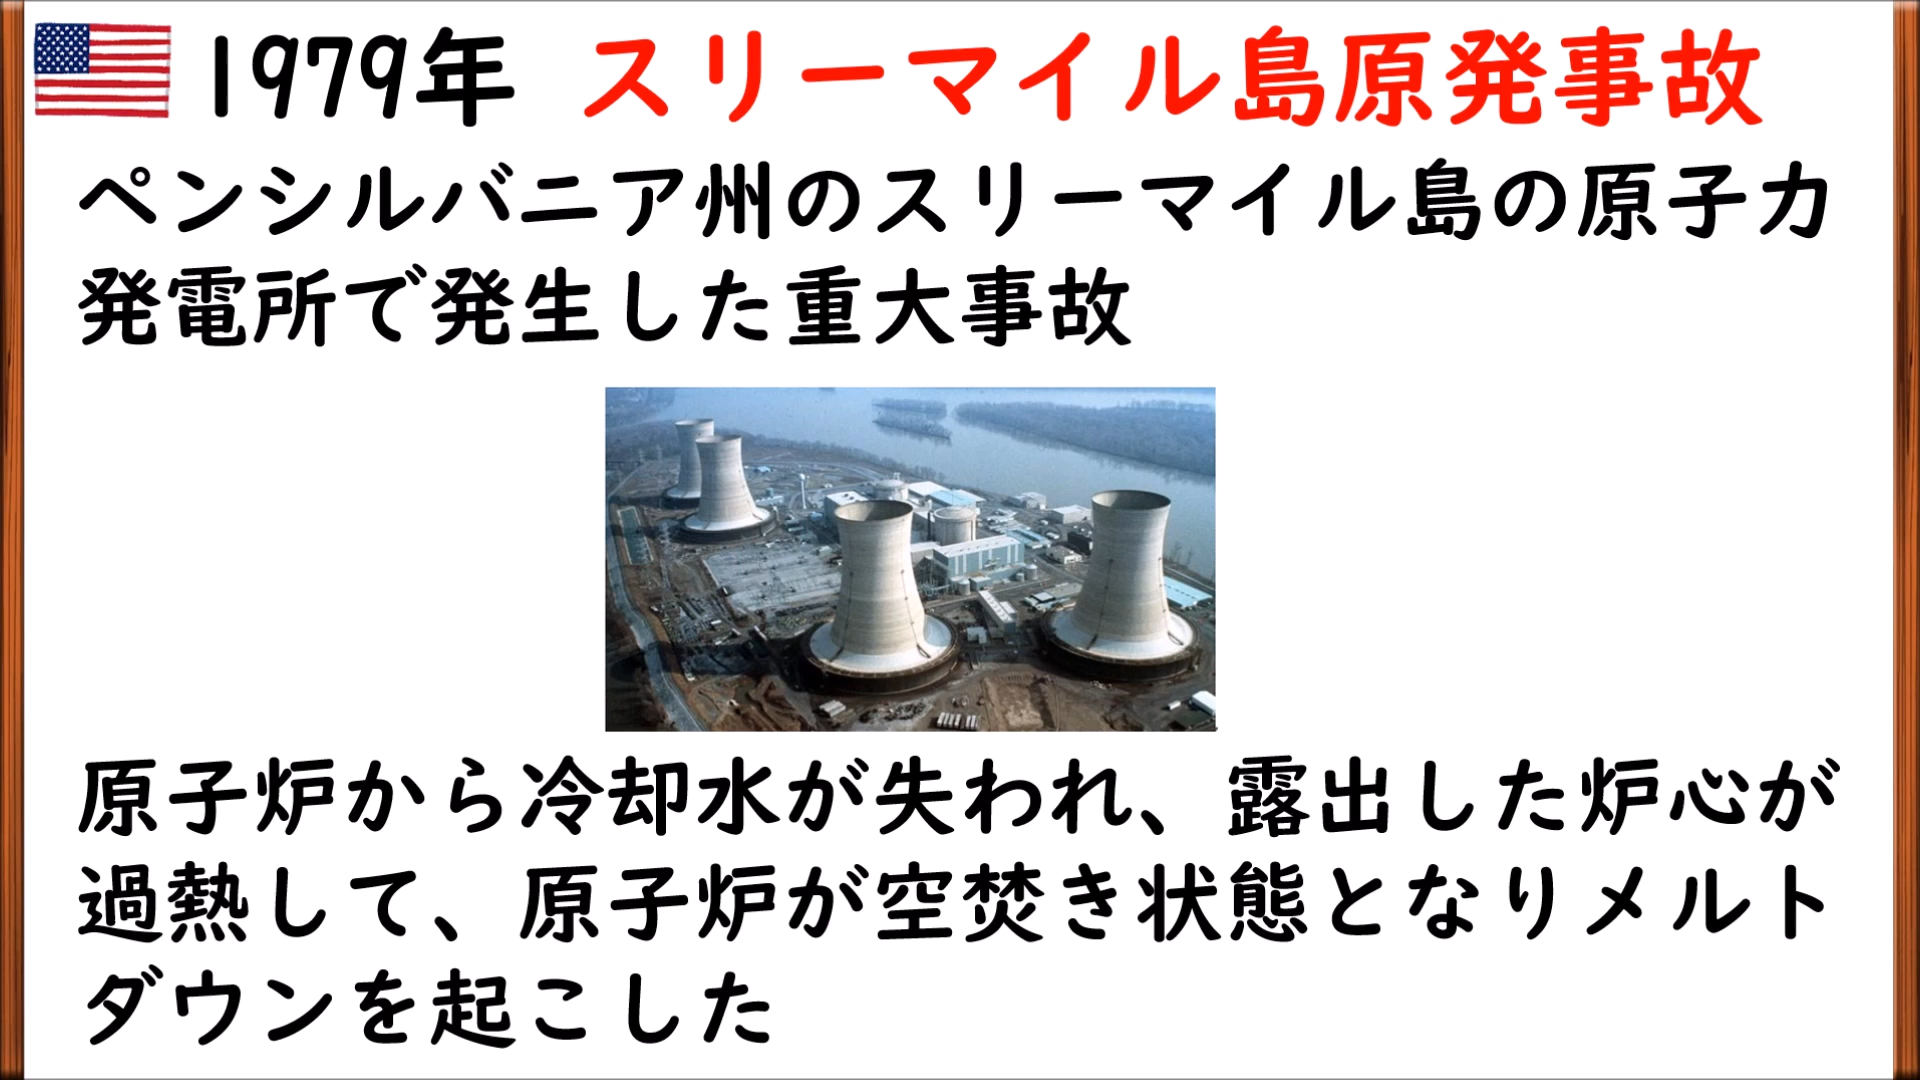 1979年 スリーマイル島原発事故
ペンシルバニア州のスリーマイル島の原子力
発電所で発生した重大事故
原子炉から冷却水が失われ、露出した炉心が
過熱して、原子炉が空焚き状態となりメルト
ダウンを起こした